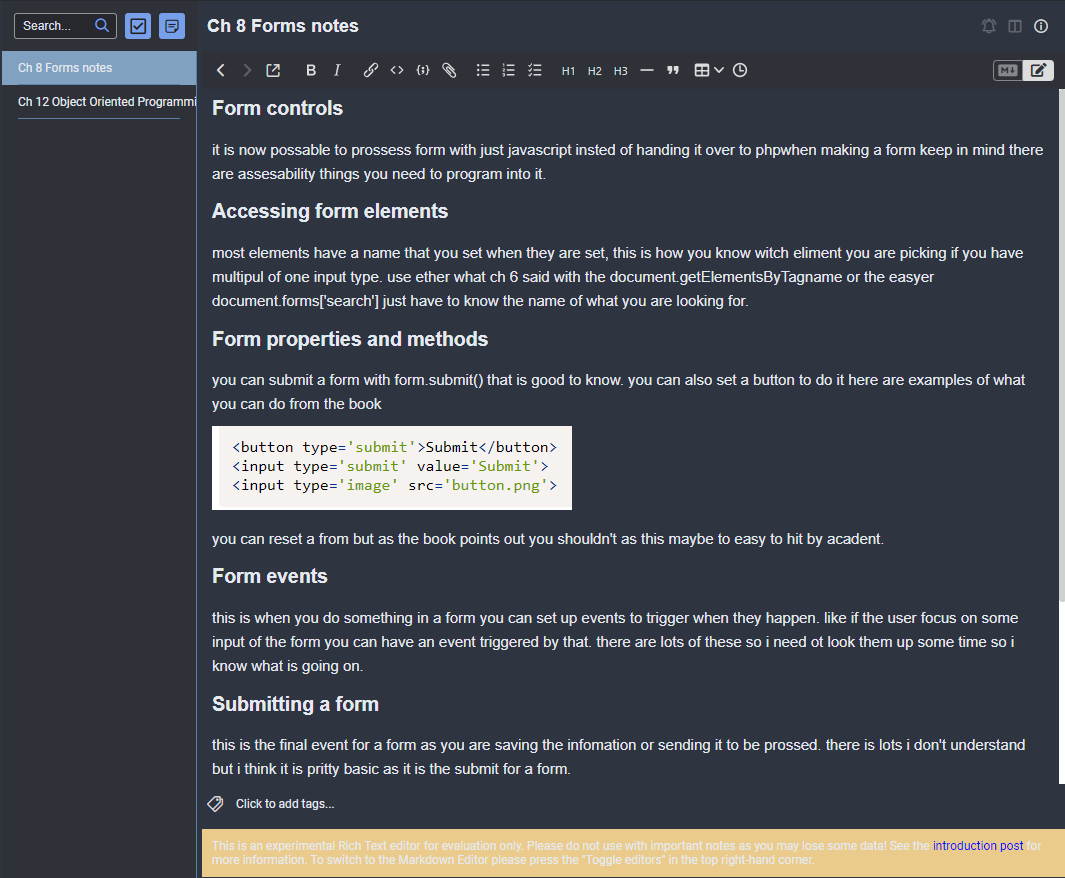 Search...
Ch 8 Forms notes
Ch 8 Forms notes
Ch 12 Object Oriented Programmi
B I H1 H2 H3
Form controls
it is now possable to prossess form with just javascript insted of handing it over to phpwhen making a form keep in mind there
are assesability things you need to program into it.
Accessing form elements
most elements have a name that you set when they are set, this is how you know witch eliment you are picking if you have
multipul of one input type. use ether what ch 6 said with the document.getElementsByTagname or the easyer
document.forms['search'] just have to know the name of what you are looking for.
Form properties and methods
you can submit a form with form.submit() that is good to know. you can also set a button to do it here are examples of what
you can do from the book
<button type='submit'>Submit</button>
<input type='submit' value='Submit'>
<input type='image' src='button.png'>
you can reset a from but as the book points out you shouldn't as this maybe to easy to hit by acadent.
Form events
this is when you do something in a form you can set up events to trigger when they happen. like if the user focus on some
input of the form you can have an event triggered by that. there are lots of these so i need ot look them up some time so i
know what is going on.
Submitting a form
this is the final event for a form as you are saving the infomation or sending it to be prossed. there is lots i don't understand
but i think it is pritty basic as it is the submit for a form.
Click to add tags...
This is an experimental Rich Text editor for evaluation only. Please do not use with important notes as you may lose some data! See the introduction post for
more information. To switch to the Markdown Editor please press the "Toggle editors" in the top right-hand corner.